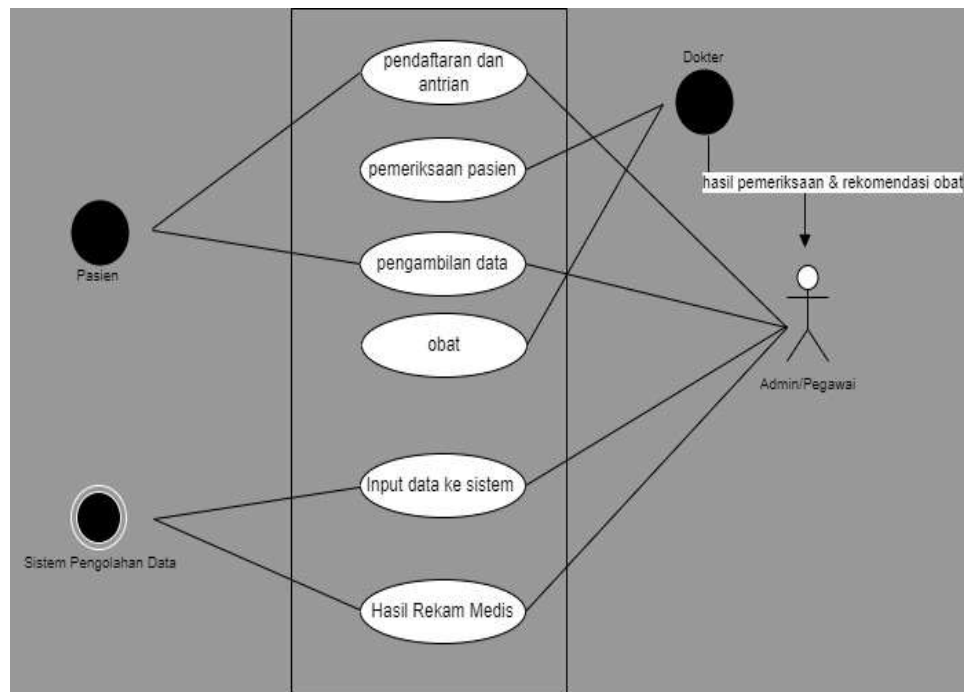 pendaftaran dan
antrian
Dokter
pemeriksaan pasien
hasil pemeriksaan & rekomendasi obat
Pasien
pengambilan data
obat
Admin/Pegawai
Input data ke sistem
Sistem Pengolahan Data
Hasil Rekam Medis